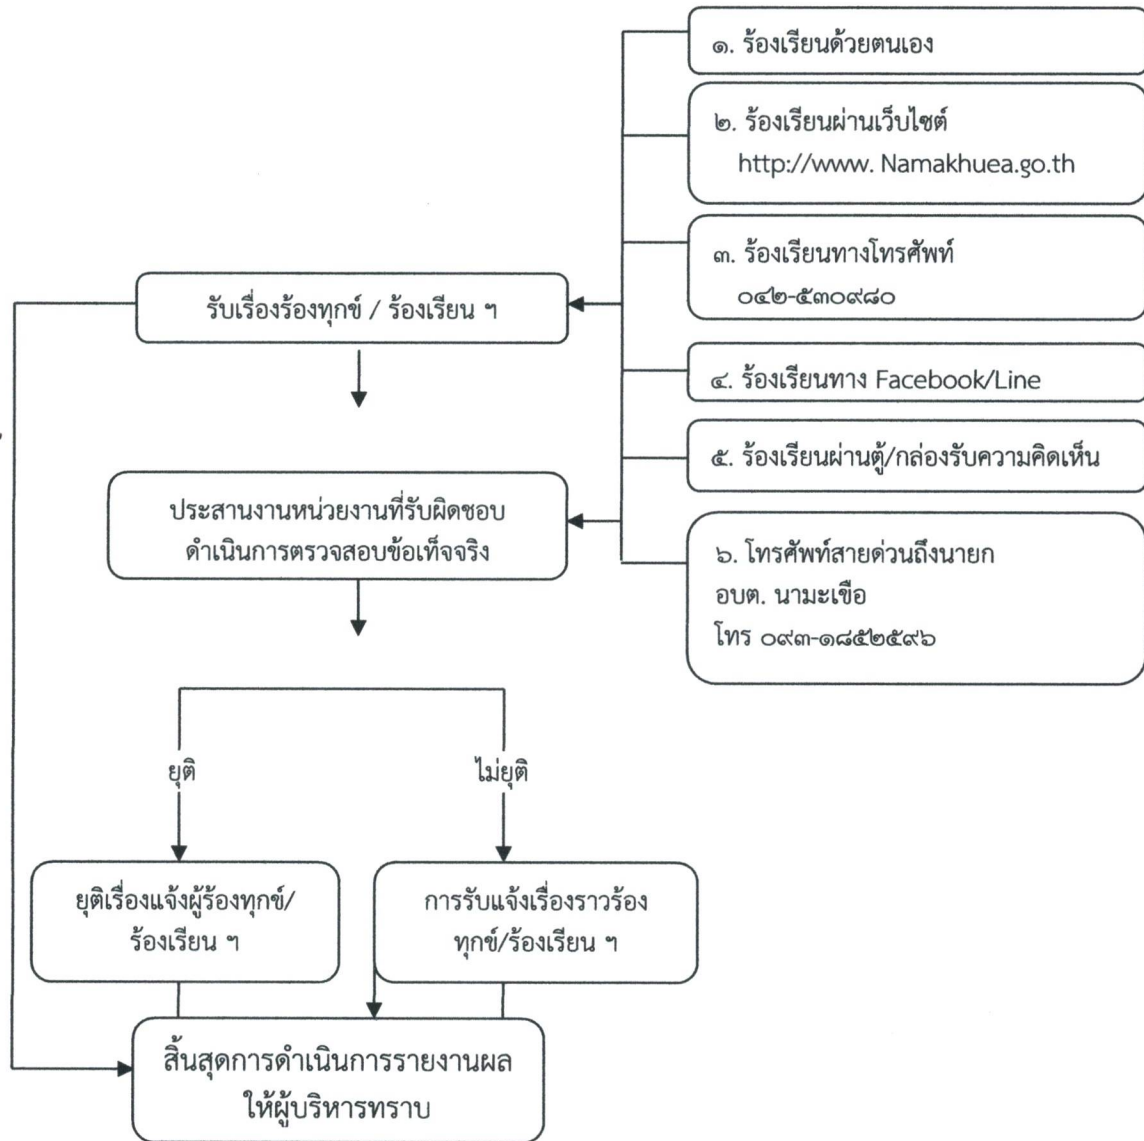 ๑. ร้องเรียนด้วยตนเอง
๒. ร้องเรียนผ่านเว็บไซต์
http://www. Namakhuea.go.th
๓. ร้องเรียนทางโทรศัพท์
๐๔๒-๕๓๐๙๘๐
รับเรื่องร้องทุกข์ / ร้องเรียน ฯ
๔. ร้องเรียนทาง Facebook/Line
๕. ร้องเรียนผ่านตู้/กล่องรับความคิดเห็น
ประสานงานหน่วยงานที่รับผิดชอบ
ดำเนินการตรวจสอบข้อเท็จจริง
๖. โทรศัพท์สายด่วนถึงนายก
อบต. นามะเขือ
โทร ๐๙๓-๑๘๕๒๕๙๖
ยุติ
ไม่ยุติ
ยุติเรื่องแจ้งผู้ร้องทุกข์/
ร้องเรียน ฯ
การรับแจ้งเรื่องราวร้อง
ทุกข์/ร้องเรียน ฯ
สิ้นสุดการดำเนินการรายงานผล
ให้ผู้บริหารทราบ